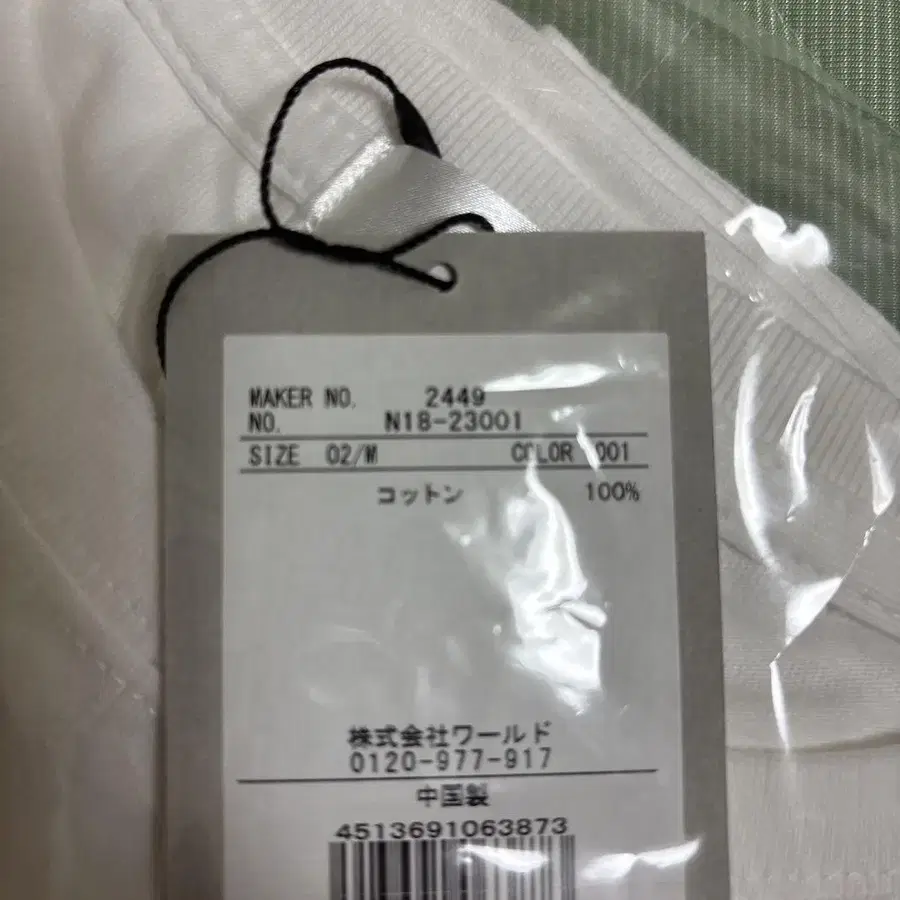 MAKER NO. 2449
NO. N18-23001
SIZE 02/M COLOR 001
コットン 100%
株式会社ワールド
0120-977-917
中国製
4513691063873